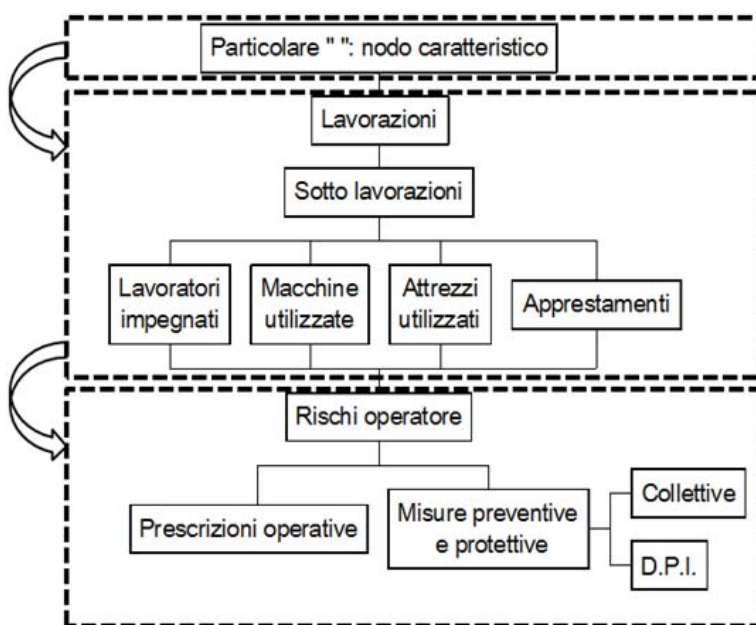 Particolare " ": nodo caratteristico
Lavorazioni
Sotto lavorazioni
Lavoratori
impegnati
Macchine
utilizzate
Attrezzi
utilizzati
Apprestamenti
Rischi operatore
Prescrizioni operative
Misure preventive
e protettive
Collettive
D.P.I.